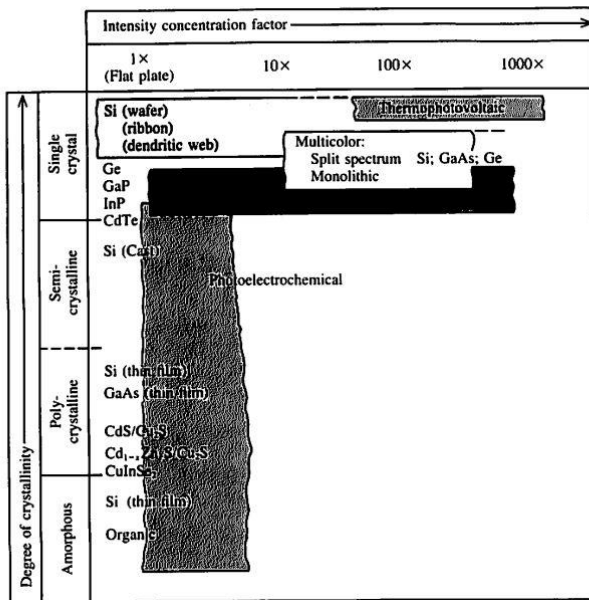 Intensity concentration factor
1× 10× 100× 1000×
(Flat plate)
Degree of crystallinity
Single crystal
Si (wafer)
(ribbon)
(dendritic web)
Thermophotovoltaic
Multicolor:
Split spectrum Si; GaAs; Ge
Monolithic
Ge
GaP
InP
CdTe
Semi-
crystalline
Si (Cast)
Photoelectrochemical
Poly-
crystalline
Si (thin film)
GaAs (thin film)
CdS/Cu₂S
CuInSe₂
Amorphous
Si (thin film)
Organic